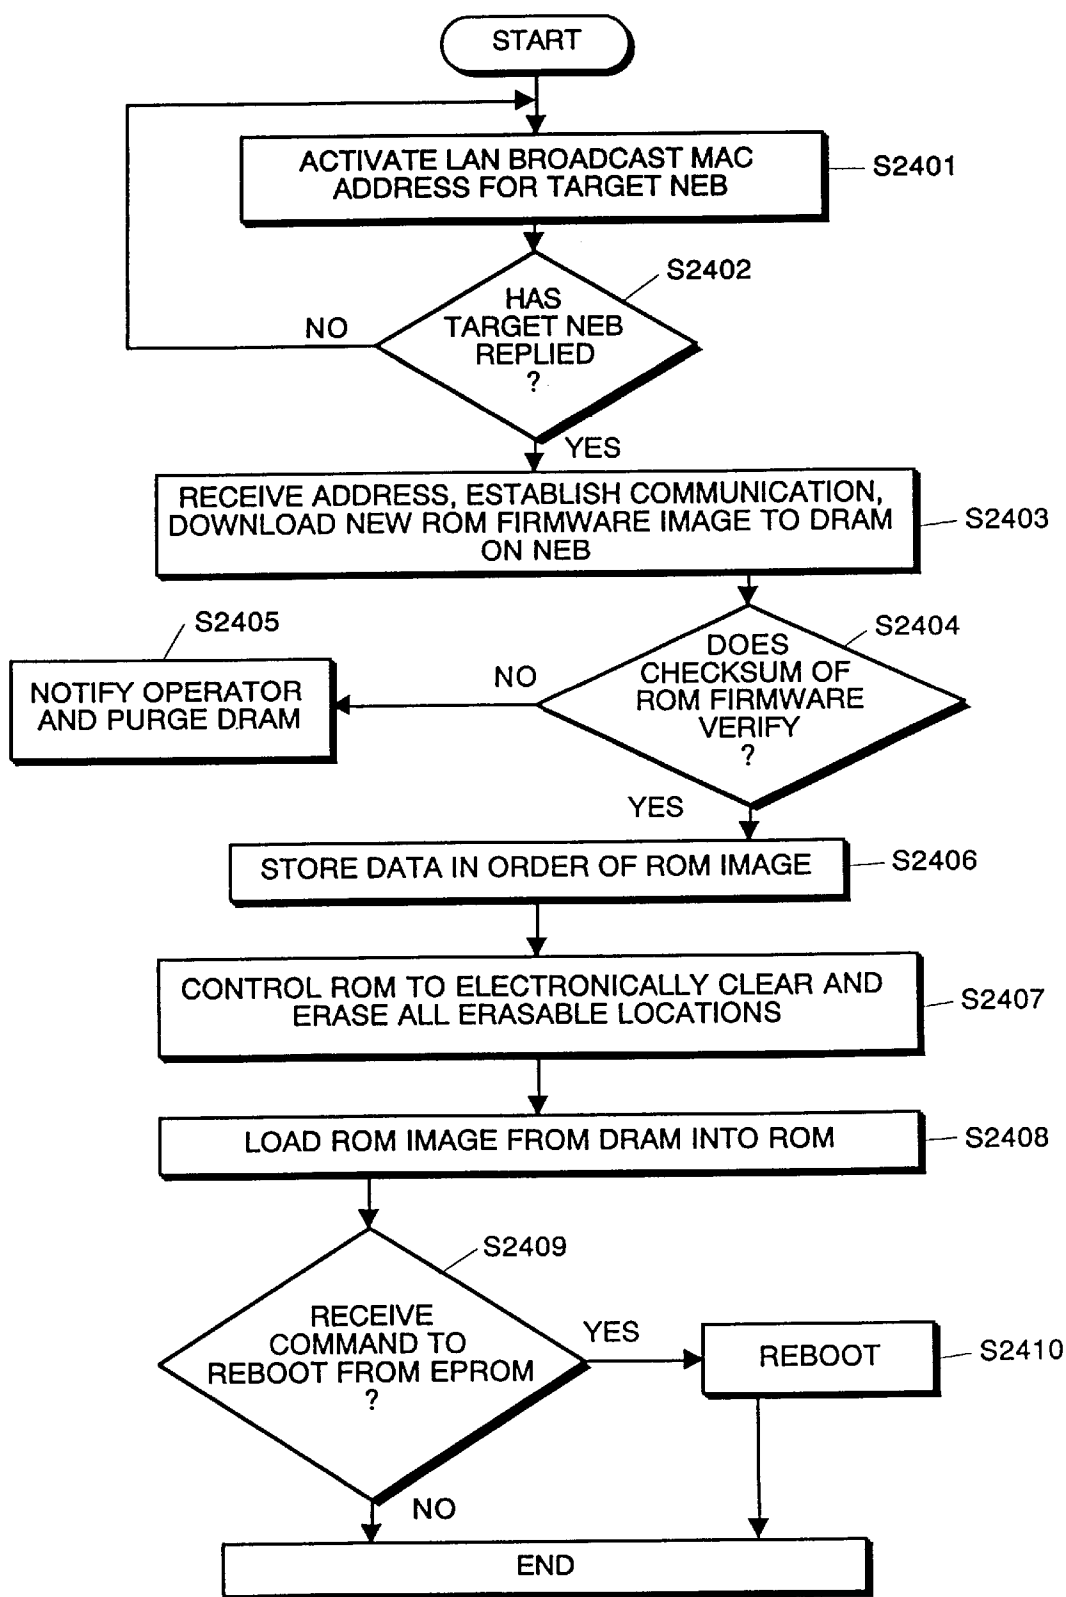 START
ACTIVATE LAN BROADCAST MAC
ADDRESS FOR TARGET NEB
S2401
S2402
HAS
TARGET NEB
REPLIED
?
NO
YES
RECEIVE ADDRESS, ESTABLISH COMMUNICATION,
DOWNLOAD NEW ROM FIRMWARE IMAGE TO DRAM
ON NEB
S2403
S2405
NOTIFY OPERATOR
AND PURGE DRAM
NO
S2404
DOES
CHECKSUM OF
ROM FIRMWARE
VERIFY
?
YES
STORE DATA IN ORDER OF ROM IMAGE
S2406
CONTROL ROM TO ELECTRONICALLY CLEAR AND
ERASE ALL ERASABLE LOCATIONS
S2407
LOAD ROM IMAGE FROM DRAM INTO ROM
S2408
S2409
RECEIVE
COMMAND TO
REBOOT FROM EPROM
?
YES
REBOOT
S2410
NO
END